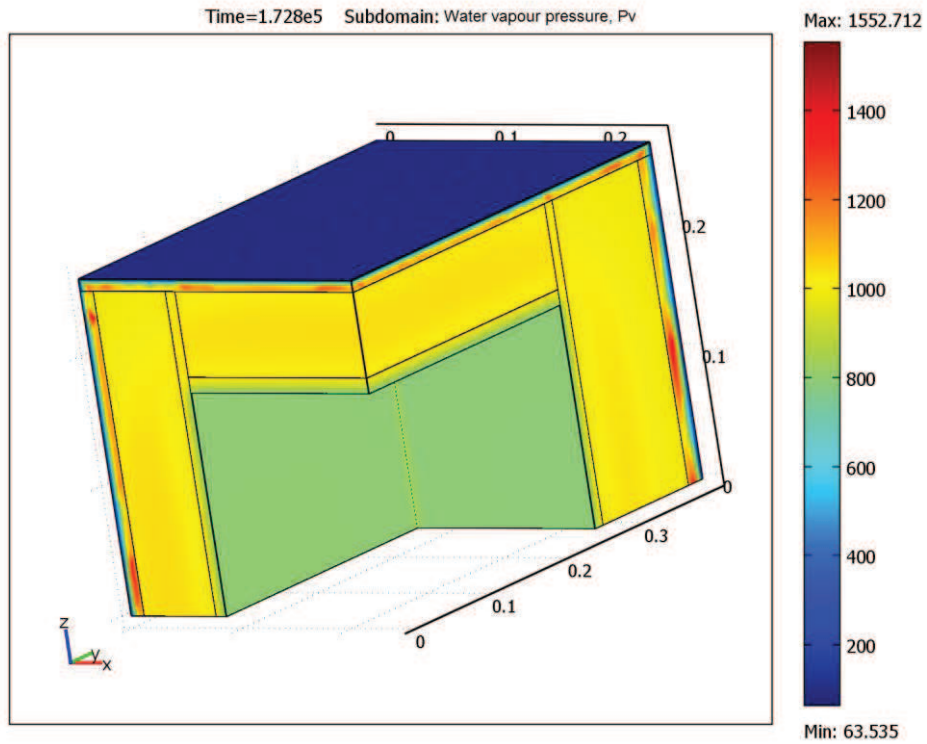 Time=1.728e5 Subdomain: Water vapour pressure, Pv
Max: 1552.712
0 0.1 0.2
1400
1200
0.2
1000
0.1
800
600
0
0.3
400
0.2
0.1
0
200
z
y
x
Min: 63.535